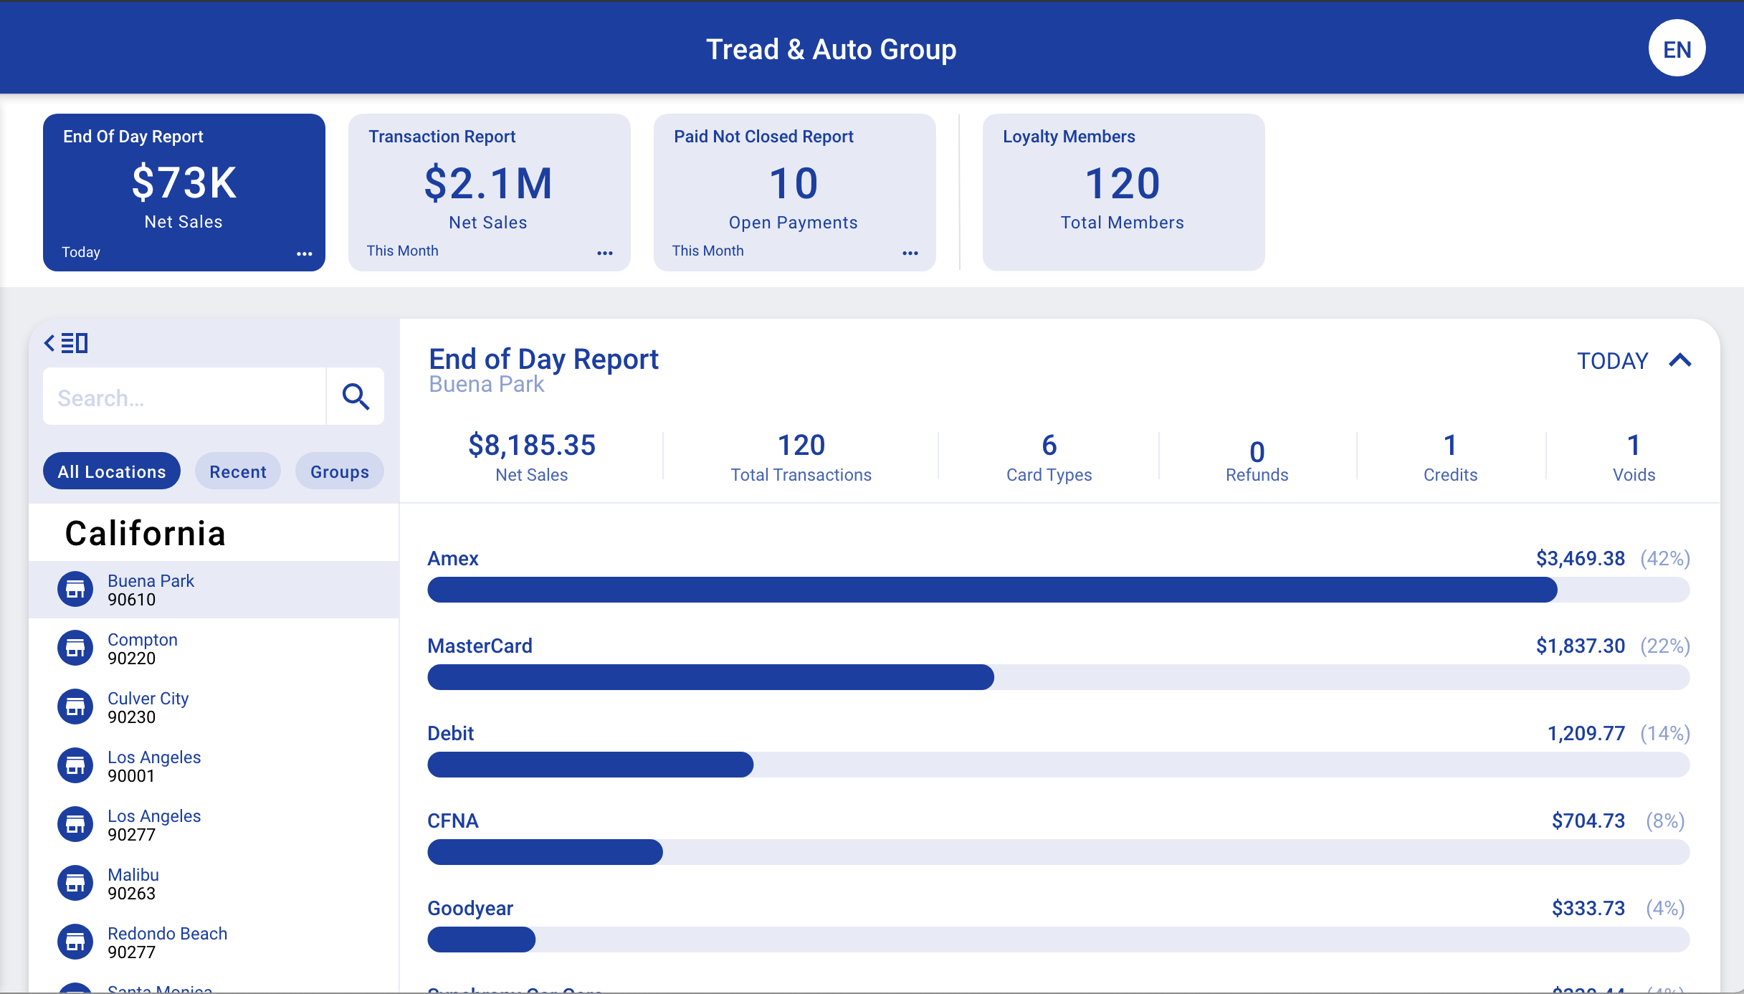 Tread & Auto Group
EN
End Of Day Report
$73K
Net Sales
Today
...
Transaction Report
$2.1M
Net Sales
This Month
...
Paid Not Closed Report
10
Open Payments
This Month
...
Loyalty Members
120
Total Members
Search...
All Locations
Recent
Groups
California
Buena Park
90610
Compton
90220
Culver City
90230
Los Angeles
90001
Los Angeles
90277
Malibu
90263
Redondo Beach
90277
Santa Monica
End of Day Report
Buena Park
TODAY
$8,185.35
Net Sales
120
Total Transactions
6
Card Types
0
Refunds
1
Credits
1
Voids
Amex
$3,469.38 (42%)
MasterCard
$1,837.30 (22%)
Debit
1,209.77 (14%)
CFNA
$704.73 (8%)
Goodyear
$333.73 (4%)